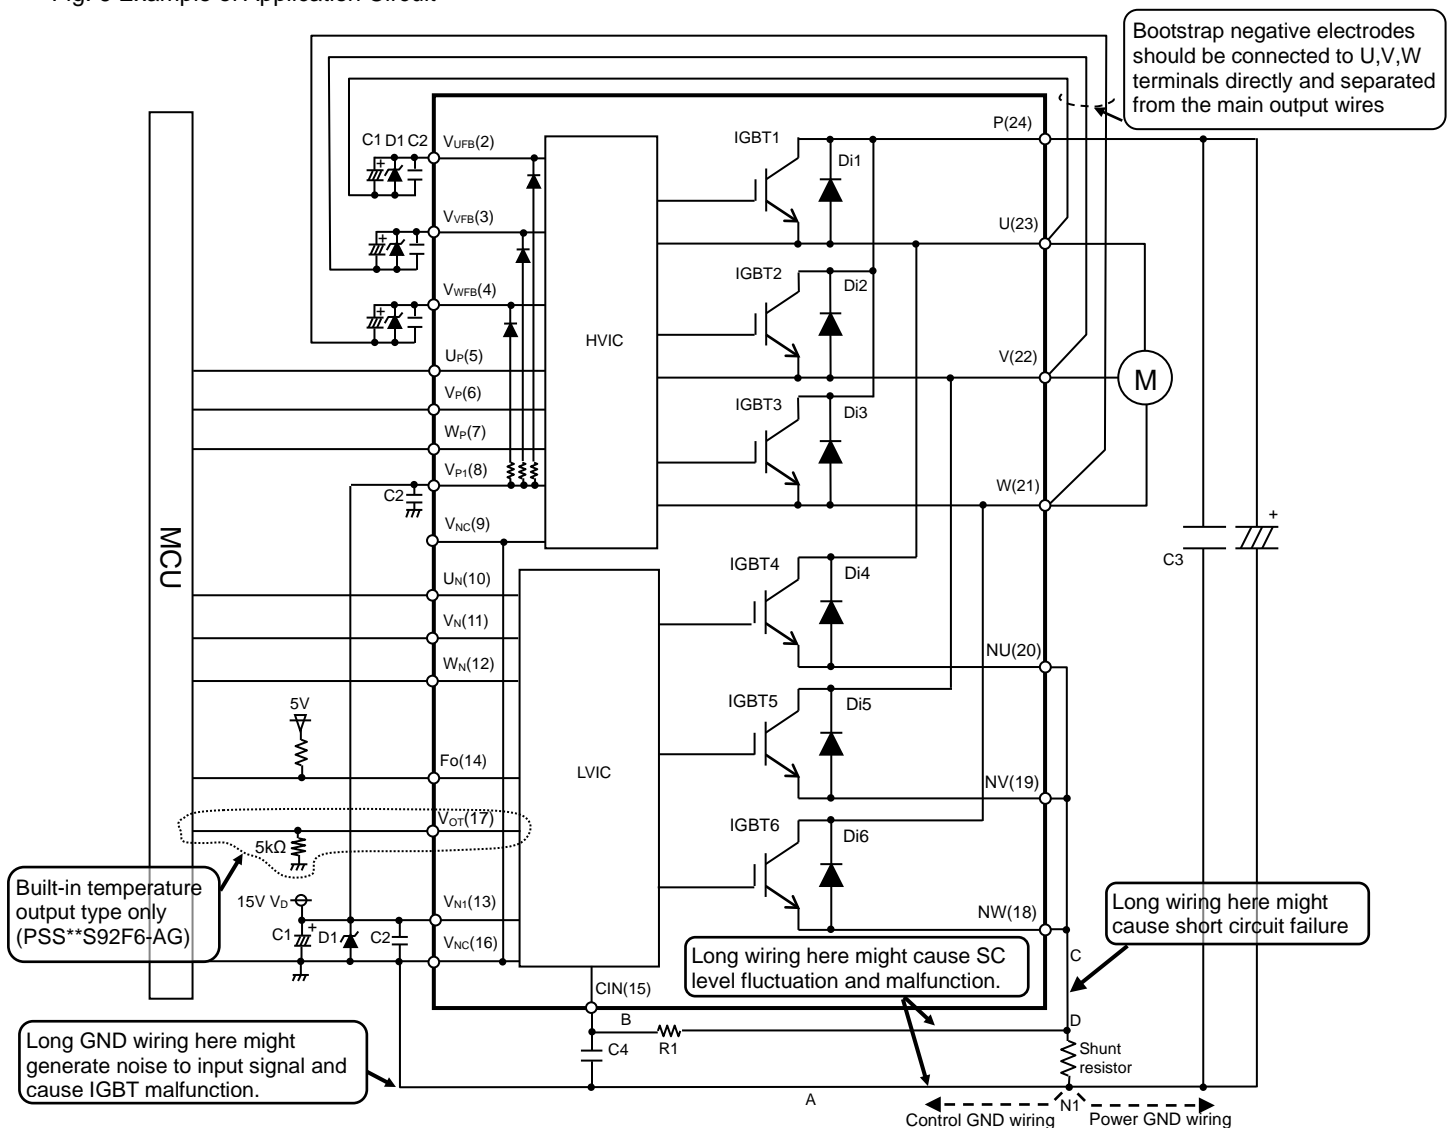 Fig. 3 Example of Application Circuit
Bootstrap negative electrodes
should be connected to U,V,W
terminals directly and separated
from the main output wires
C1 D1 C2
VUFB(2)
VVFB(3)
VWFB(4)
UP(5)
VP(6)
WP(7)
VP1(8)
C2
VNC(9)
UN(10)
VN(11)
WN(12)
5V
Fo(14)
VOT(17)
5kΩ
15V VD
VN1(13)
C1
+
D1
C2
VNC(16)
CIN(15)
MCU
HVIC
LVIC
IGBT1
Di1
IGBT2
Di2
IGBT3
Di3
IGBT4
Di4
IGBT5
Di5
IGBT6
Di6
P(24)
U(23)
V(22)
W(21)
NU(20)
NV(19)
NW(18)
M
C3
+
Built-in temperature
output type only
(PSS**S92F6-AG)
Long wiring here might
cause short circuit failure
Long wiring here might cause SC
level fluctuation and malfunction.
Long GND wiring here might
generate noise to input signal and
cause IGBT malfunction.
B
R1
C4
C
D
Shunt
resistor
A
N1
Control GND wiring
Power GND wiring